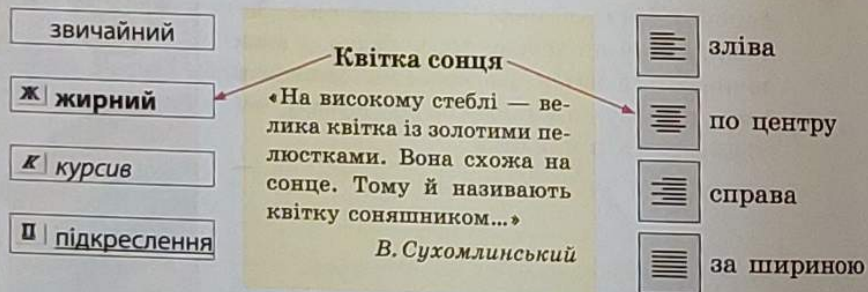 звичайний
Ж жирний
К курсив
П підкреслення
Квітка сонця
«На високому стеблі — ве-
лика квітка із золотими пе-
люстками. Вона схожа на
сонце. Тому й називають
квітку соняшником...»
В. Сухомлинський
зліва
по центру
справа
за шириною